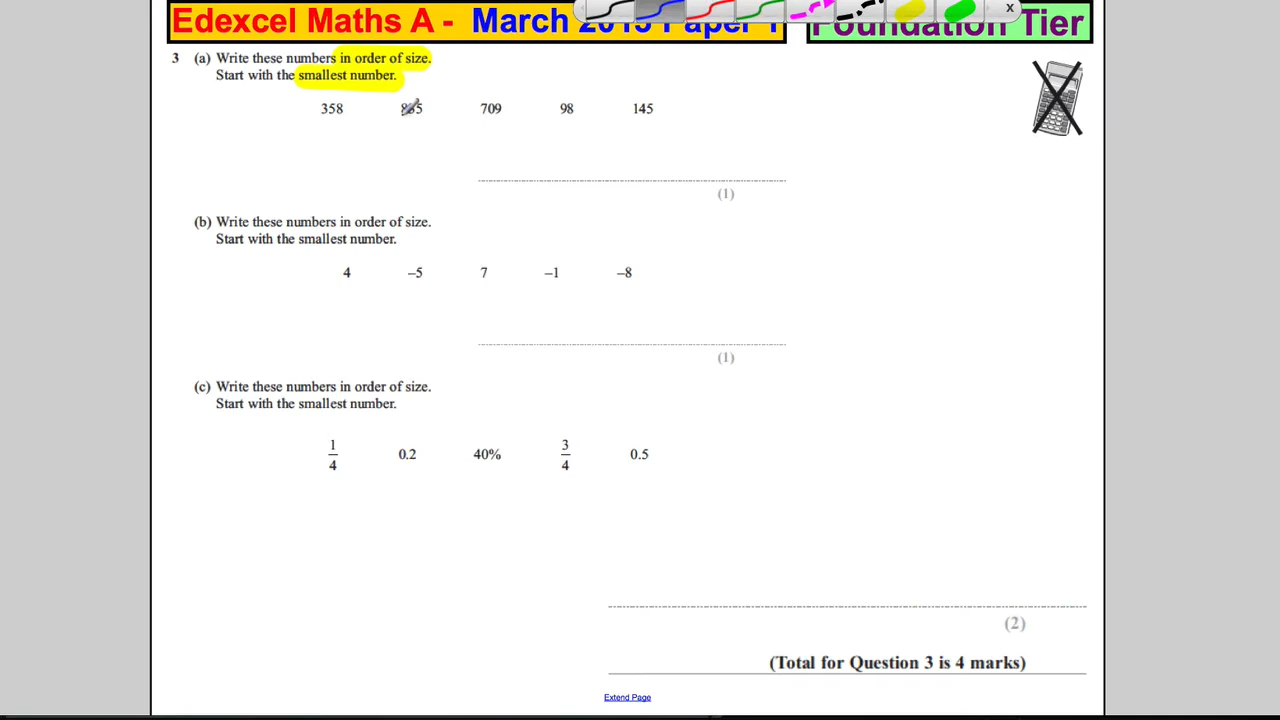 Edexcel Maths A - March 2013 Paper 1
Foundation Tier
x
3 (a) Write these numbers in order of size.
Start with the smallest number.
358 709 98 145
(1)
(b) Write these numbers in order of size.
Start with the smallest number.
4 –5 7 –1 –8
(1)
(c) Write these numbers in order of size.
Start with the smallest number.
1/4 0.2 40% 3/4 0.5
(2)
(Total for Question 3 is 4 marks)
Extend Page